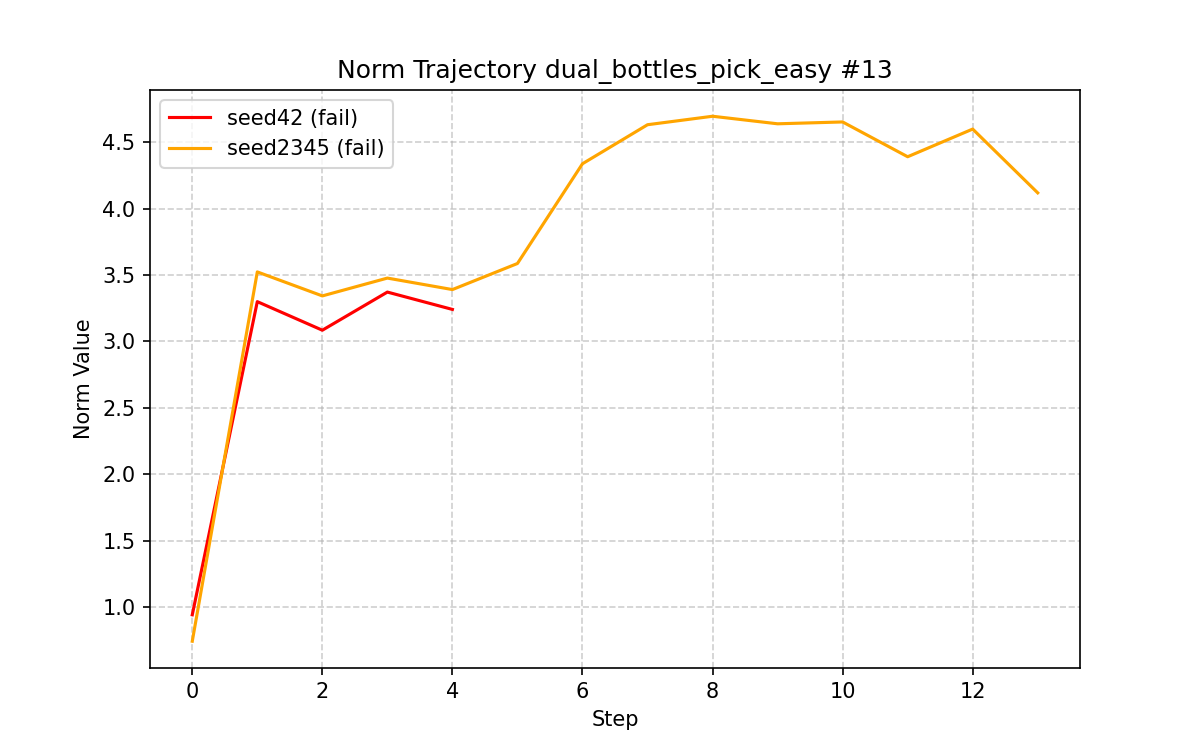 Norm Trajectory dual_bottles_pick_easy #13
seed42 (fail)
seed2345 (fail)
4.5
4.0
3.5
3.0
2.5
2.0
1.5
1.0
Norm Value
0 2 4 6 8 10 12
Step